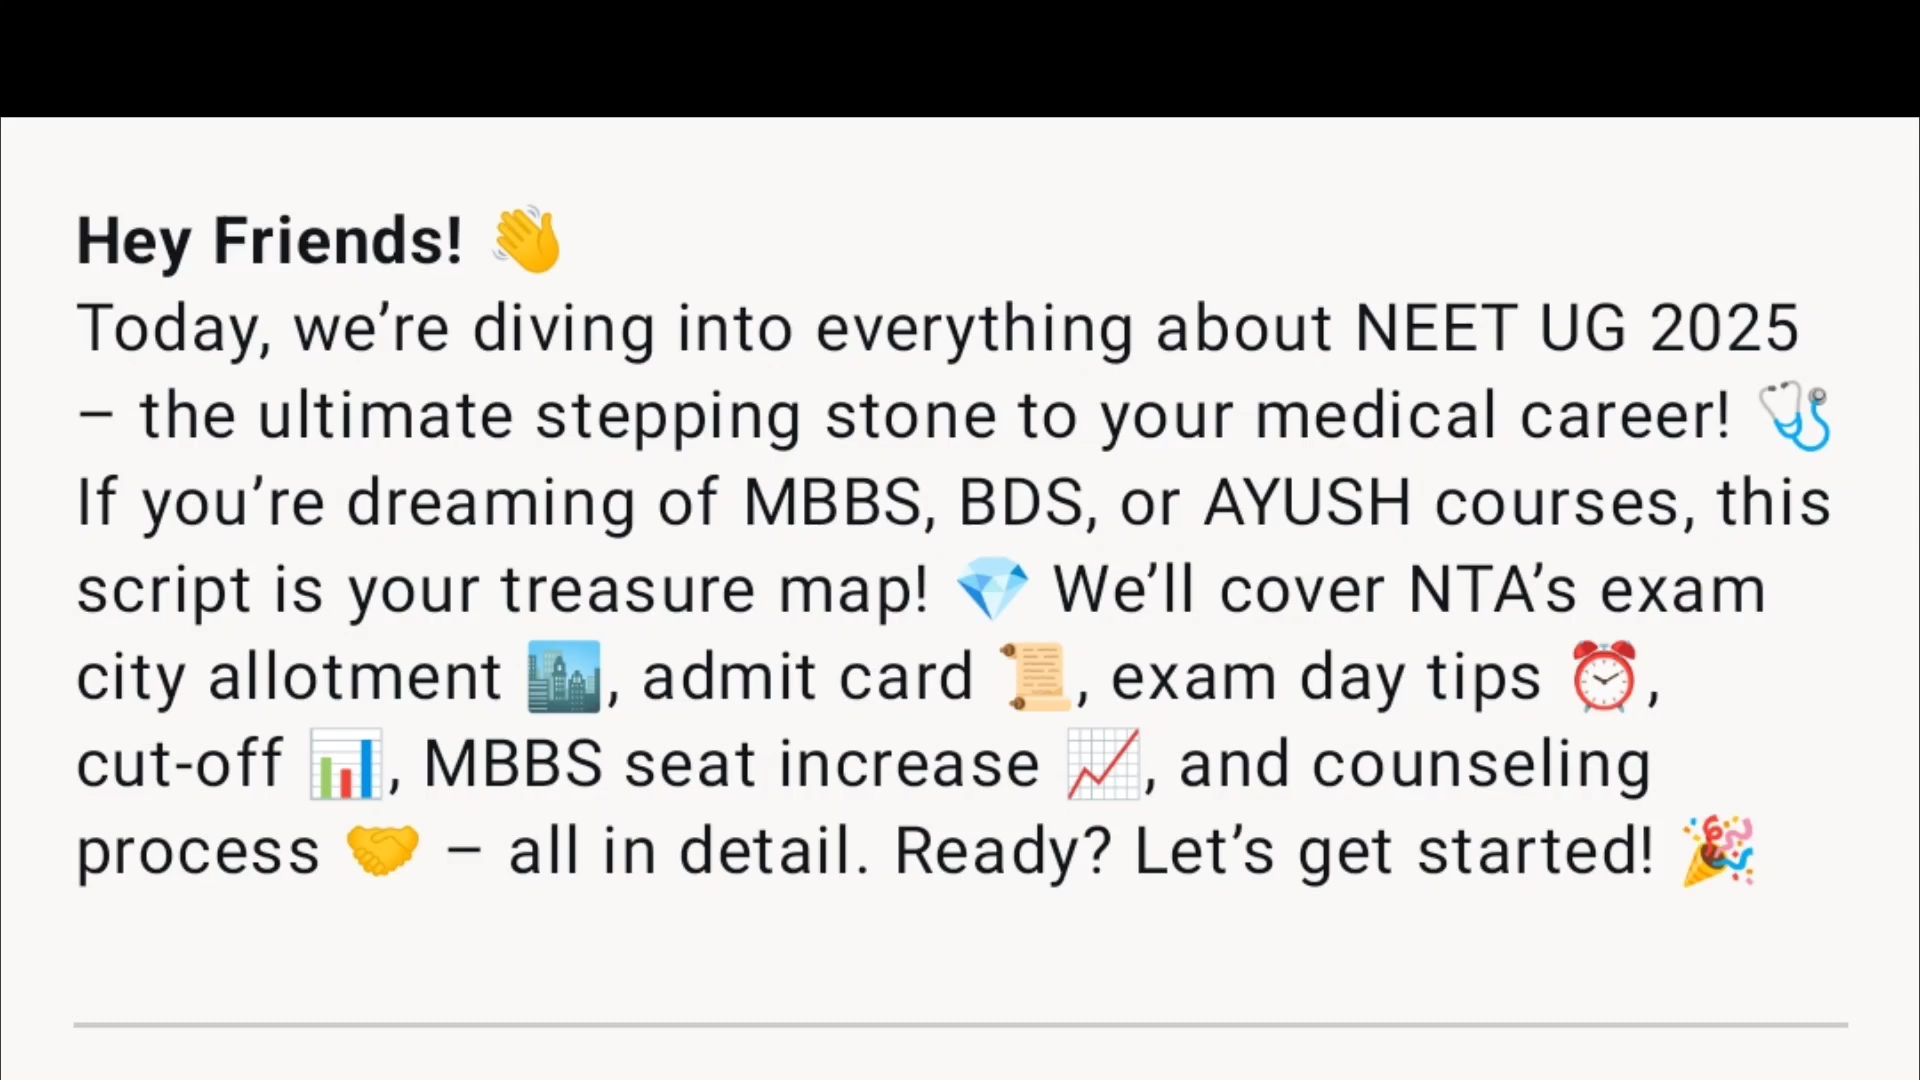 Hey Friends! 👋
Today, we’re diving into everything about NEET UG 2025
– the ultimate stepping stone to your medical career! 🩺
If you’re dreaming of MBBS, BDS, or AYUSH courses, this
script is your treasure map! 💎 We’ll cover NTA’s exam
city allotment 🏙️, admit card 📜, exam day tips ⏰,
cut-off 📊, MBBS seat increase 📈, and counseling
process 🤝 – all in detail. Ready? Let’s get started! 🎉